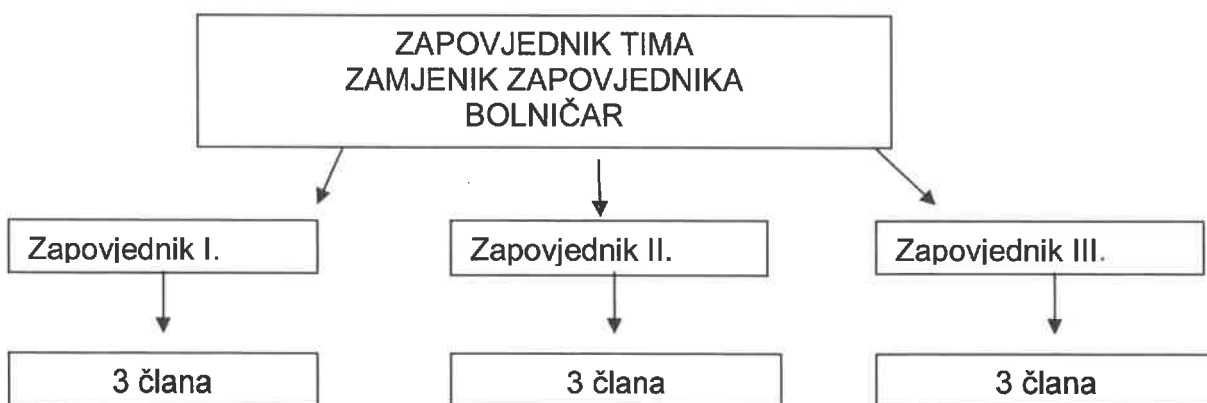 ZAPOVJEDNIK TIMA
ZAMJENIK ZAPOVJEDNIKA
BOLNIČAR
Zapovjednik I.
Zapovjednik II.
Zapovjednik III.
3 člana
3 člana
3 člana